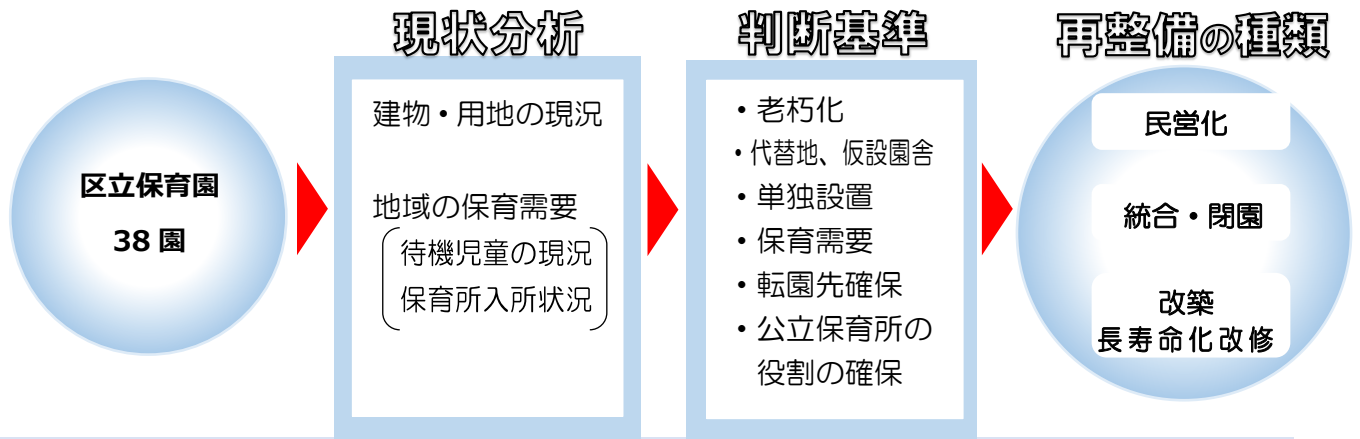 現状分析
判断基準
再整備の種類
区立保育園
38 園
建物・用地の現況
地域の保育需要
待機児童の現況
保育所入所状況
・老朽化
・代替地、仮設園舎
・単独設置
・保育需要
・転園先確保
・公立保育所の
役割の確保
民営化
統合・閉園
改築
長寿命化改修